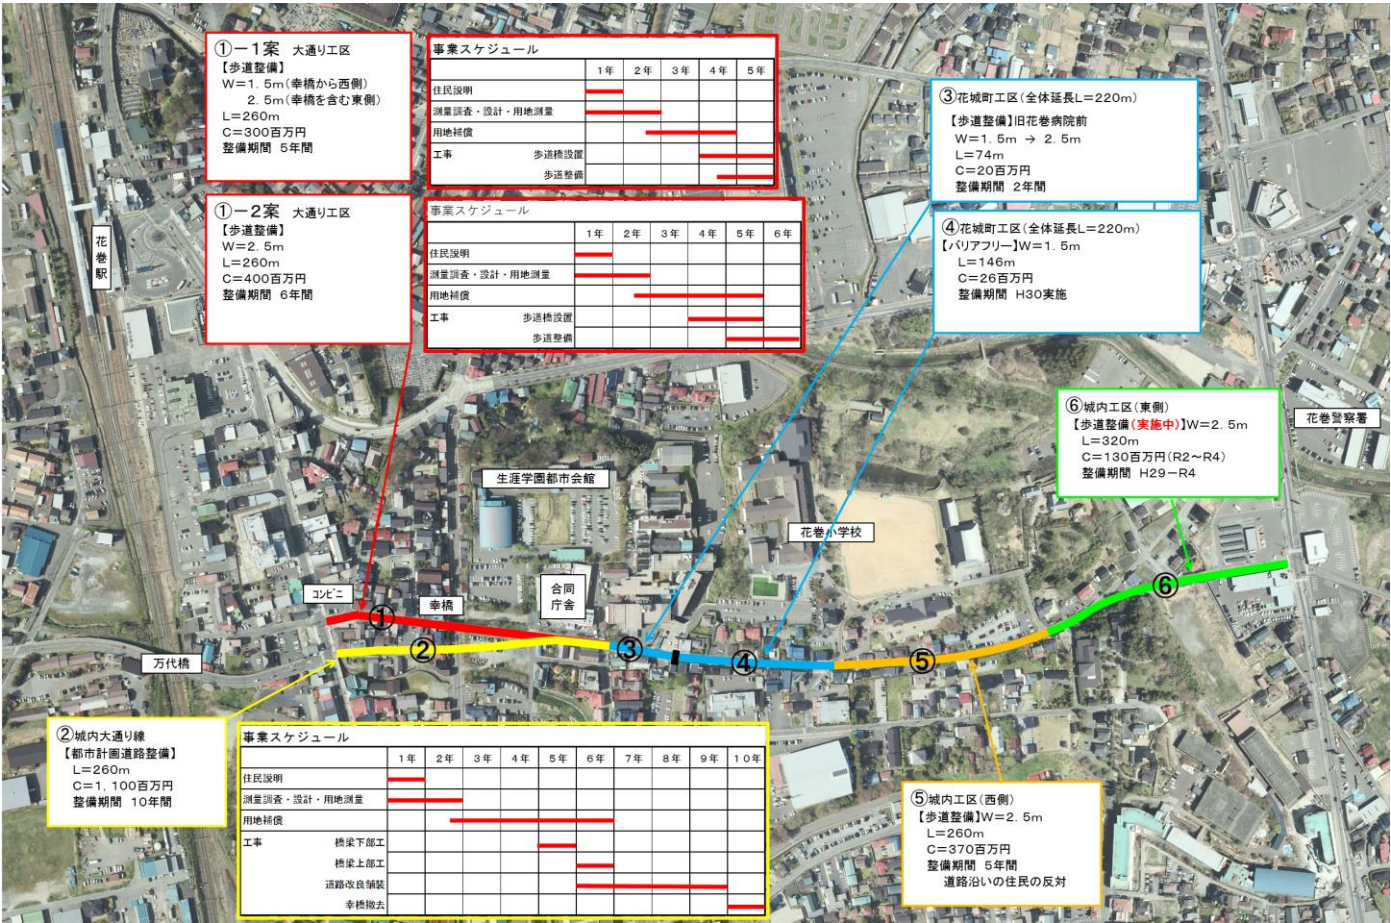 ①－1案 大通り工区
【歩道整備】
W＝1．5m(幸橋から西側)
2．5m(幸橋を含む東側)
L＝260m
C＝300百万円
整備期間 5年間
事業スケジュール
1年 2年 3年 4年 5年
住民説明
測量調査・設計・用地測量
用地補償
工事 歩道橋設置
歩道整備
①－2案 大通り工区
【歩道整備】
W＝2．5m
L＝260m
C＝400百万円
整備期間 6年間
事業スケジュール
1年 2年 3年 4年 5年 6年
住民説明
測量調査・設計・用地測量
用地補償
工事 歩道橋設置
歩道整備
③花城町工区(全体延長L＝220m)
【歩道整備】旧花巻病院前
W＝1．5m → 2．5m
L＝74m
C＝20百万円
整備期間 2年間
④花城町工区(全体延長L＝220m)
【バリアフリー】W＝1．5m
L＝146m
C＝26百万円
整備期間 H30実施
⑥城内工区(東側)
【歩道整備(実施中)】W＝2．5m
L＝320m
C＝130百万円(R2～R4)
整備期間 H29－R4
花巻駅
花巻警察署
生涯学園都市会館
花巻小学校
合同
庁舎
コンビニ
幸橋
万代橋
①
②
③
④
⑤
⑥
②城内大通り線
【都市計画道路整備】
L＝260m
C＝1，100百万円
整備期間 10年間
事業スケジュール
1年 2年 3年 4年 5年 6年 7年 8年 9年 10年
住民説明
測量調査・設計・用地測量
用地補償
工事 橋梁下部工
橋梁上部工
道路改良舗装
幸橋撤去
⑤城内工区(西側)
【歩道整備】W＝2．5m
L＝260m
C＝370百万円
整備期間 5年間
道路沿いの住民の反対